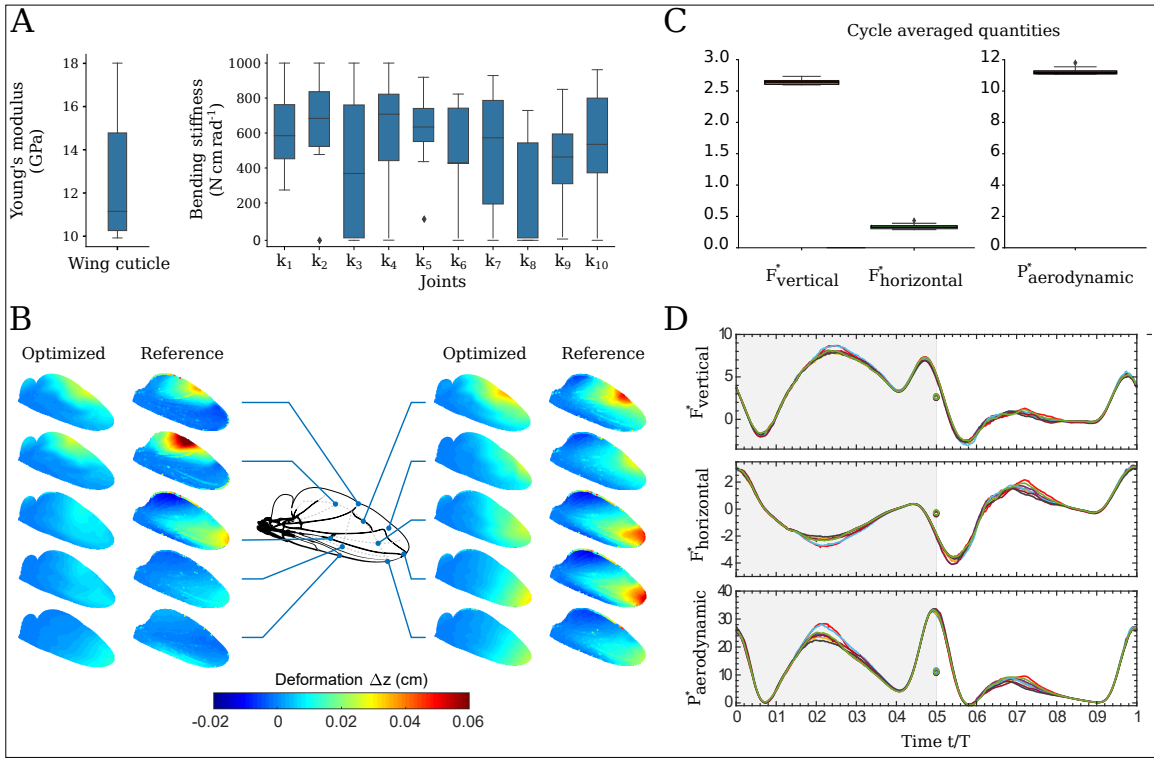 A
Young's modulus
(GPa)
18
16
14
12
10
Wing cuticle
Bending stiffness
(N cm rad⁻¹)
1000
800
600
400
200
0
k₁ k₂ k₃ k₄ k₅ k₆ k₇ k₈ k₉ k₁₀
Joints
C
Cycle averaged quantities
3.0
2.5
2.0
1.5
1.0
0.5
0.0
F*vertical F*horizontal
12
10
8
6
4
2
0
P*aerodynamic
B
Optimized Reference Optimized Reference
Deformation Δz (cm)
-0.02 0 0.02 0.04 0.06
D
F*vertical
10
5
0
F*horizontal
2
0
-2
-4
P*aerodynamic
40
30
20
10
0
0 0.1 0.2 0.3 0.4 0.5 0.6 0.7 0.8 0.9 1
Time t/T